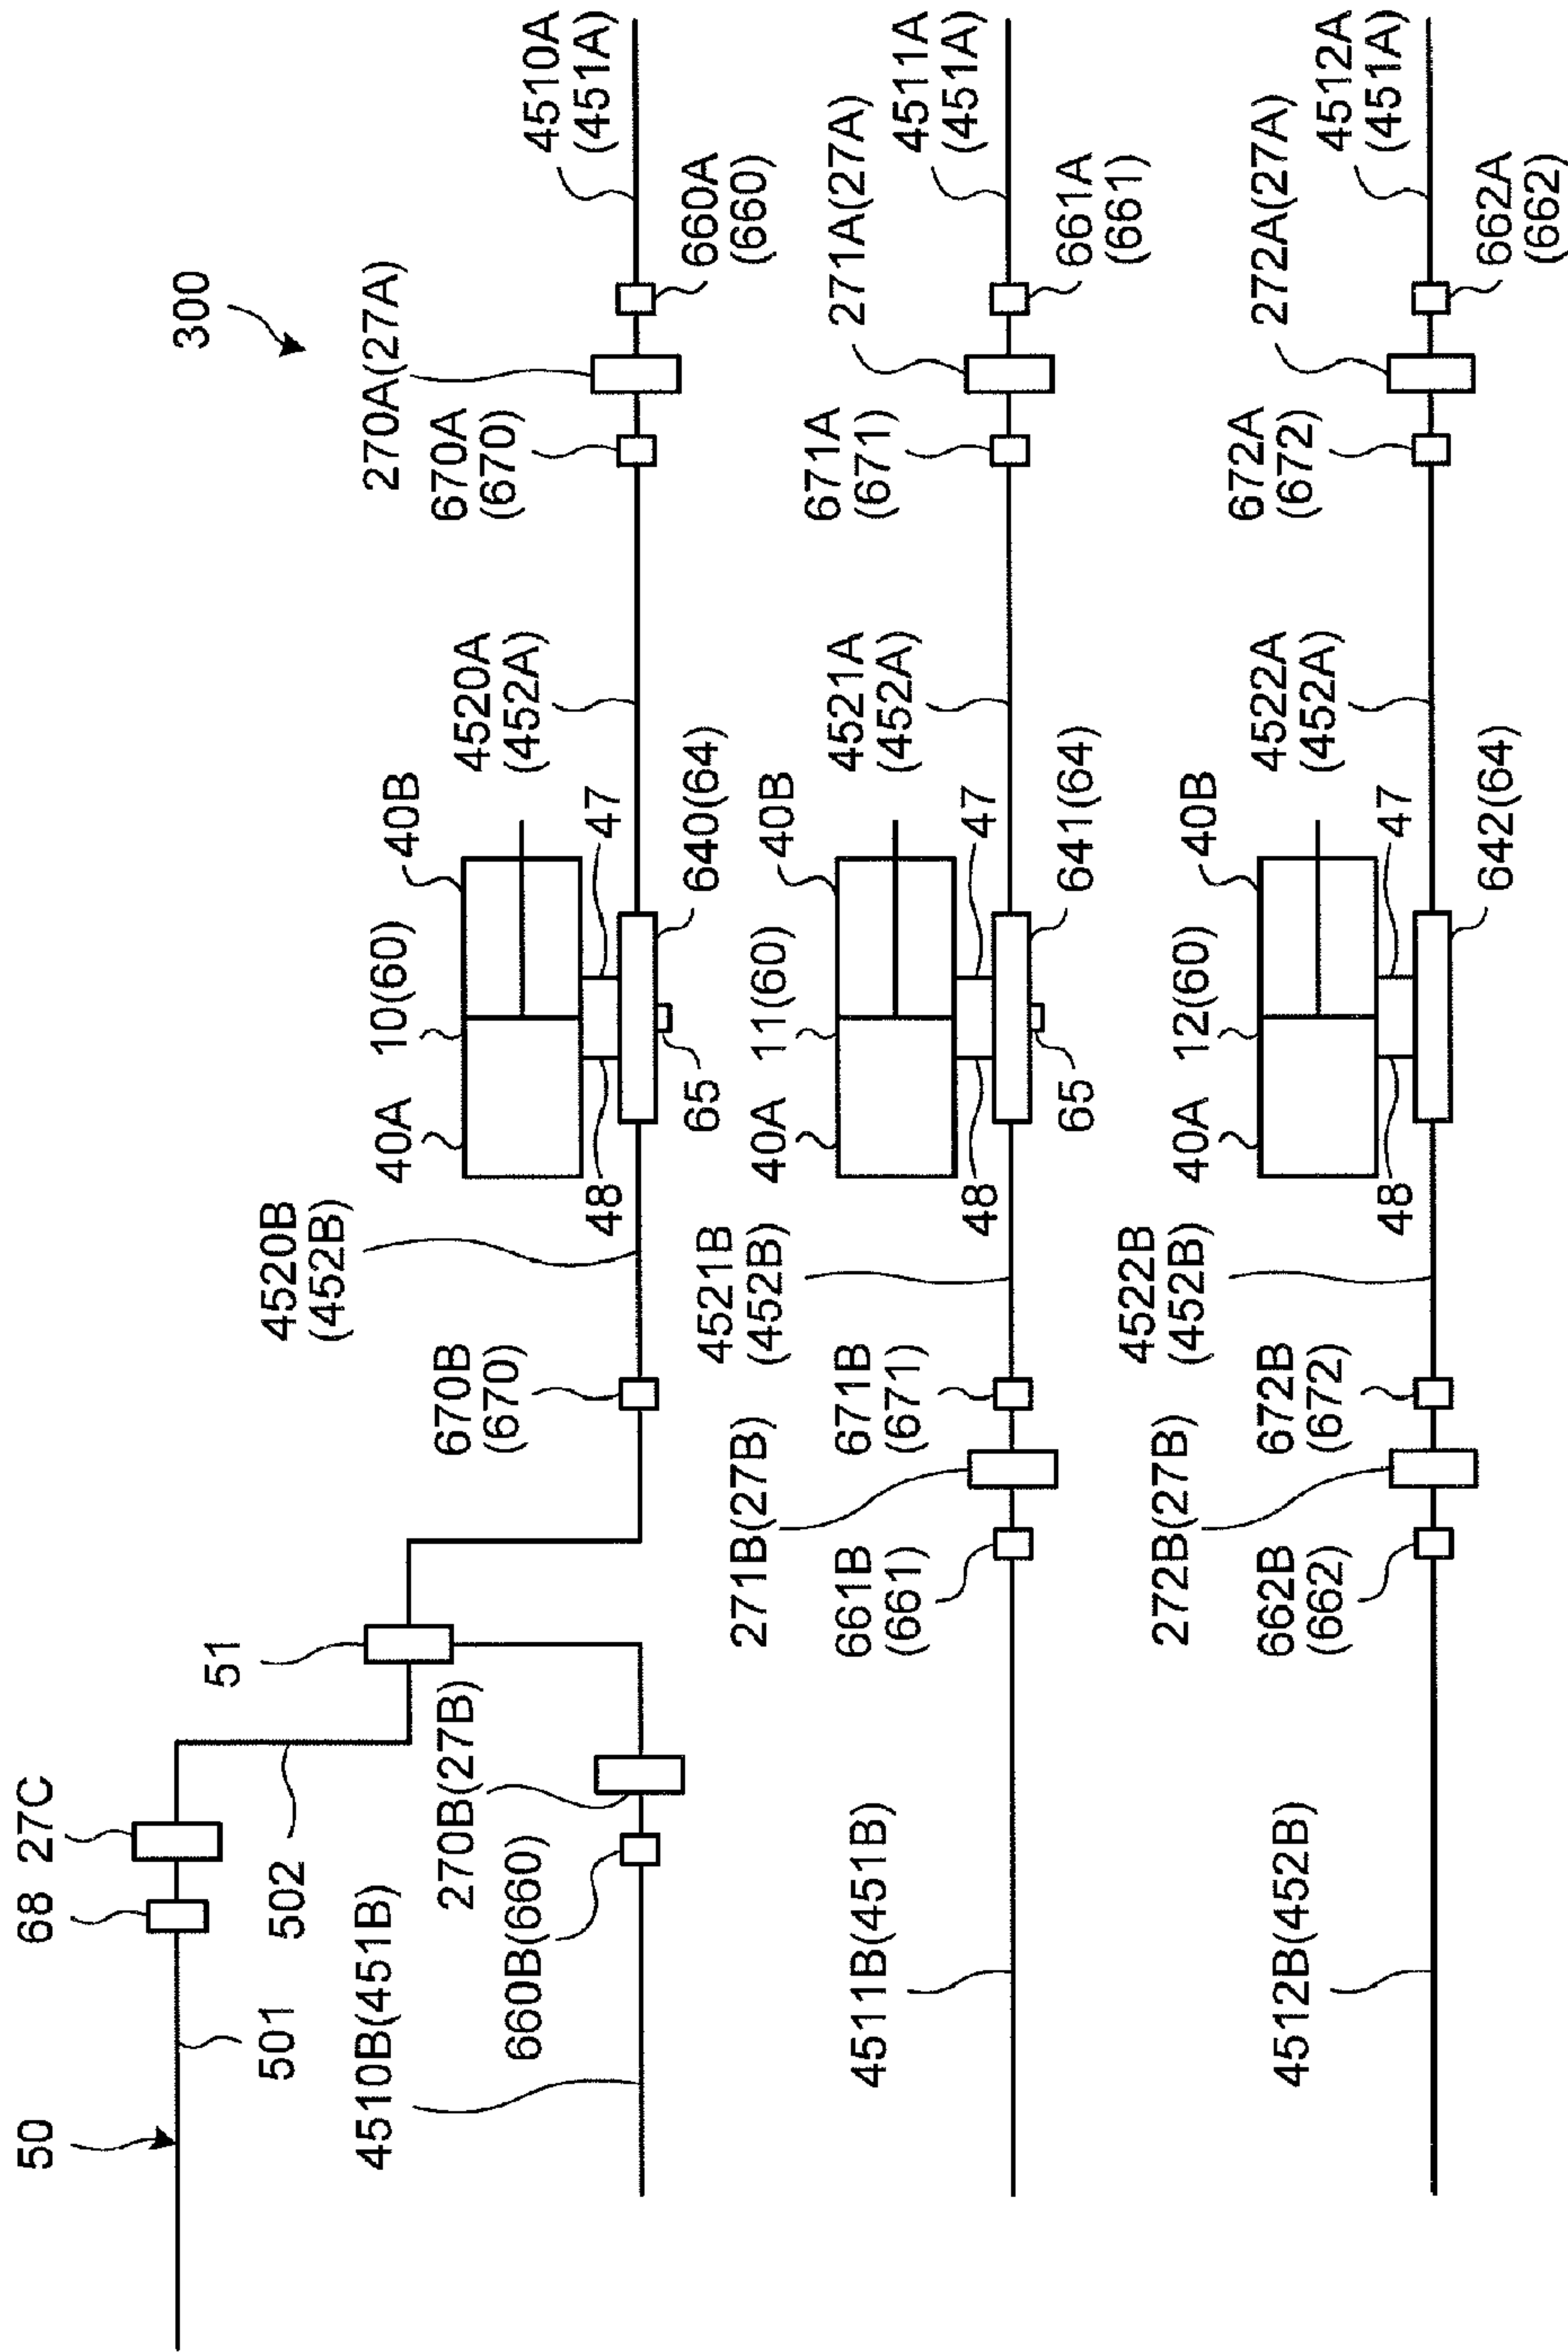 50
68
27C
300
51
501
502
4520B
(452B)
4510B(451B)
270B(27B)
660B(660)
670B
(670)
40A
10(60)
40B
4520A
(452A)
270A(27A)
670A
(670)
4510A
(451A)
48
47
65
640(64)
660A
(660)
4511B(451B)
271B(27B)
661B
(661)
671B
(671)
4521B
(452B)
40A
11(60)
40B
4521A
(452A)
671A
(671)
271A(27A)
4511A
(451A)
48
47
65
641(64)
661A
(661)
4512B(452B)
272B(27B)
662B
(662)
672B
(672)
4522B
(452B)
40A
12(60)
40B
4522A
(452A)
672A
(672)
272A(27A)
4512A
(451A)
48
47
642(64)
662A
(662)